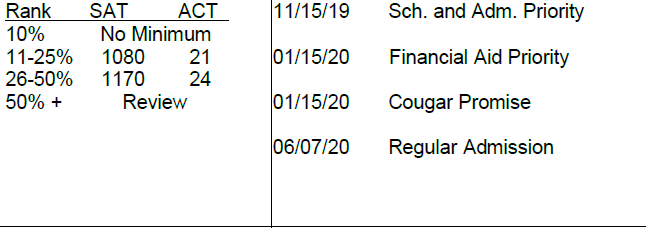 Rank SAT ACT
10% No Minimum
11-25% 1080 21
26-50% 1170 24
50% + Review
11/15/19 Sch. and Adm. Priority
01/15/20 Financial Aid Priority
01/15/20 Cougar Promise
06/07/20 Regular Admission